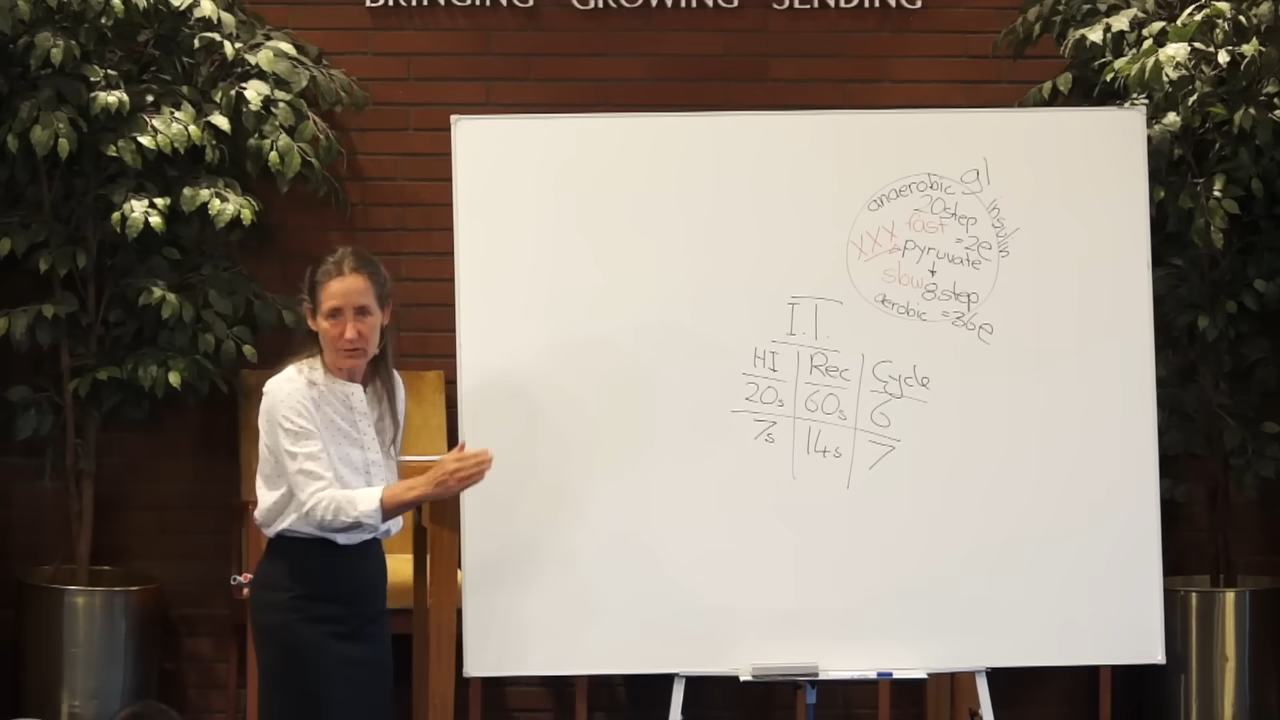 BRINGING GROWING SENDING
gl
anaerobic
20step
fast =2e
XXX pyruvate
slow 8step
aerobic =36e
I.T.
HI Rec Cycle
20s 60s 6
7s 14s 7